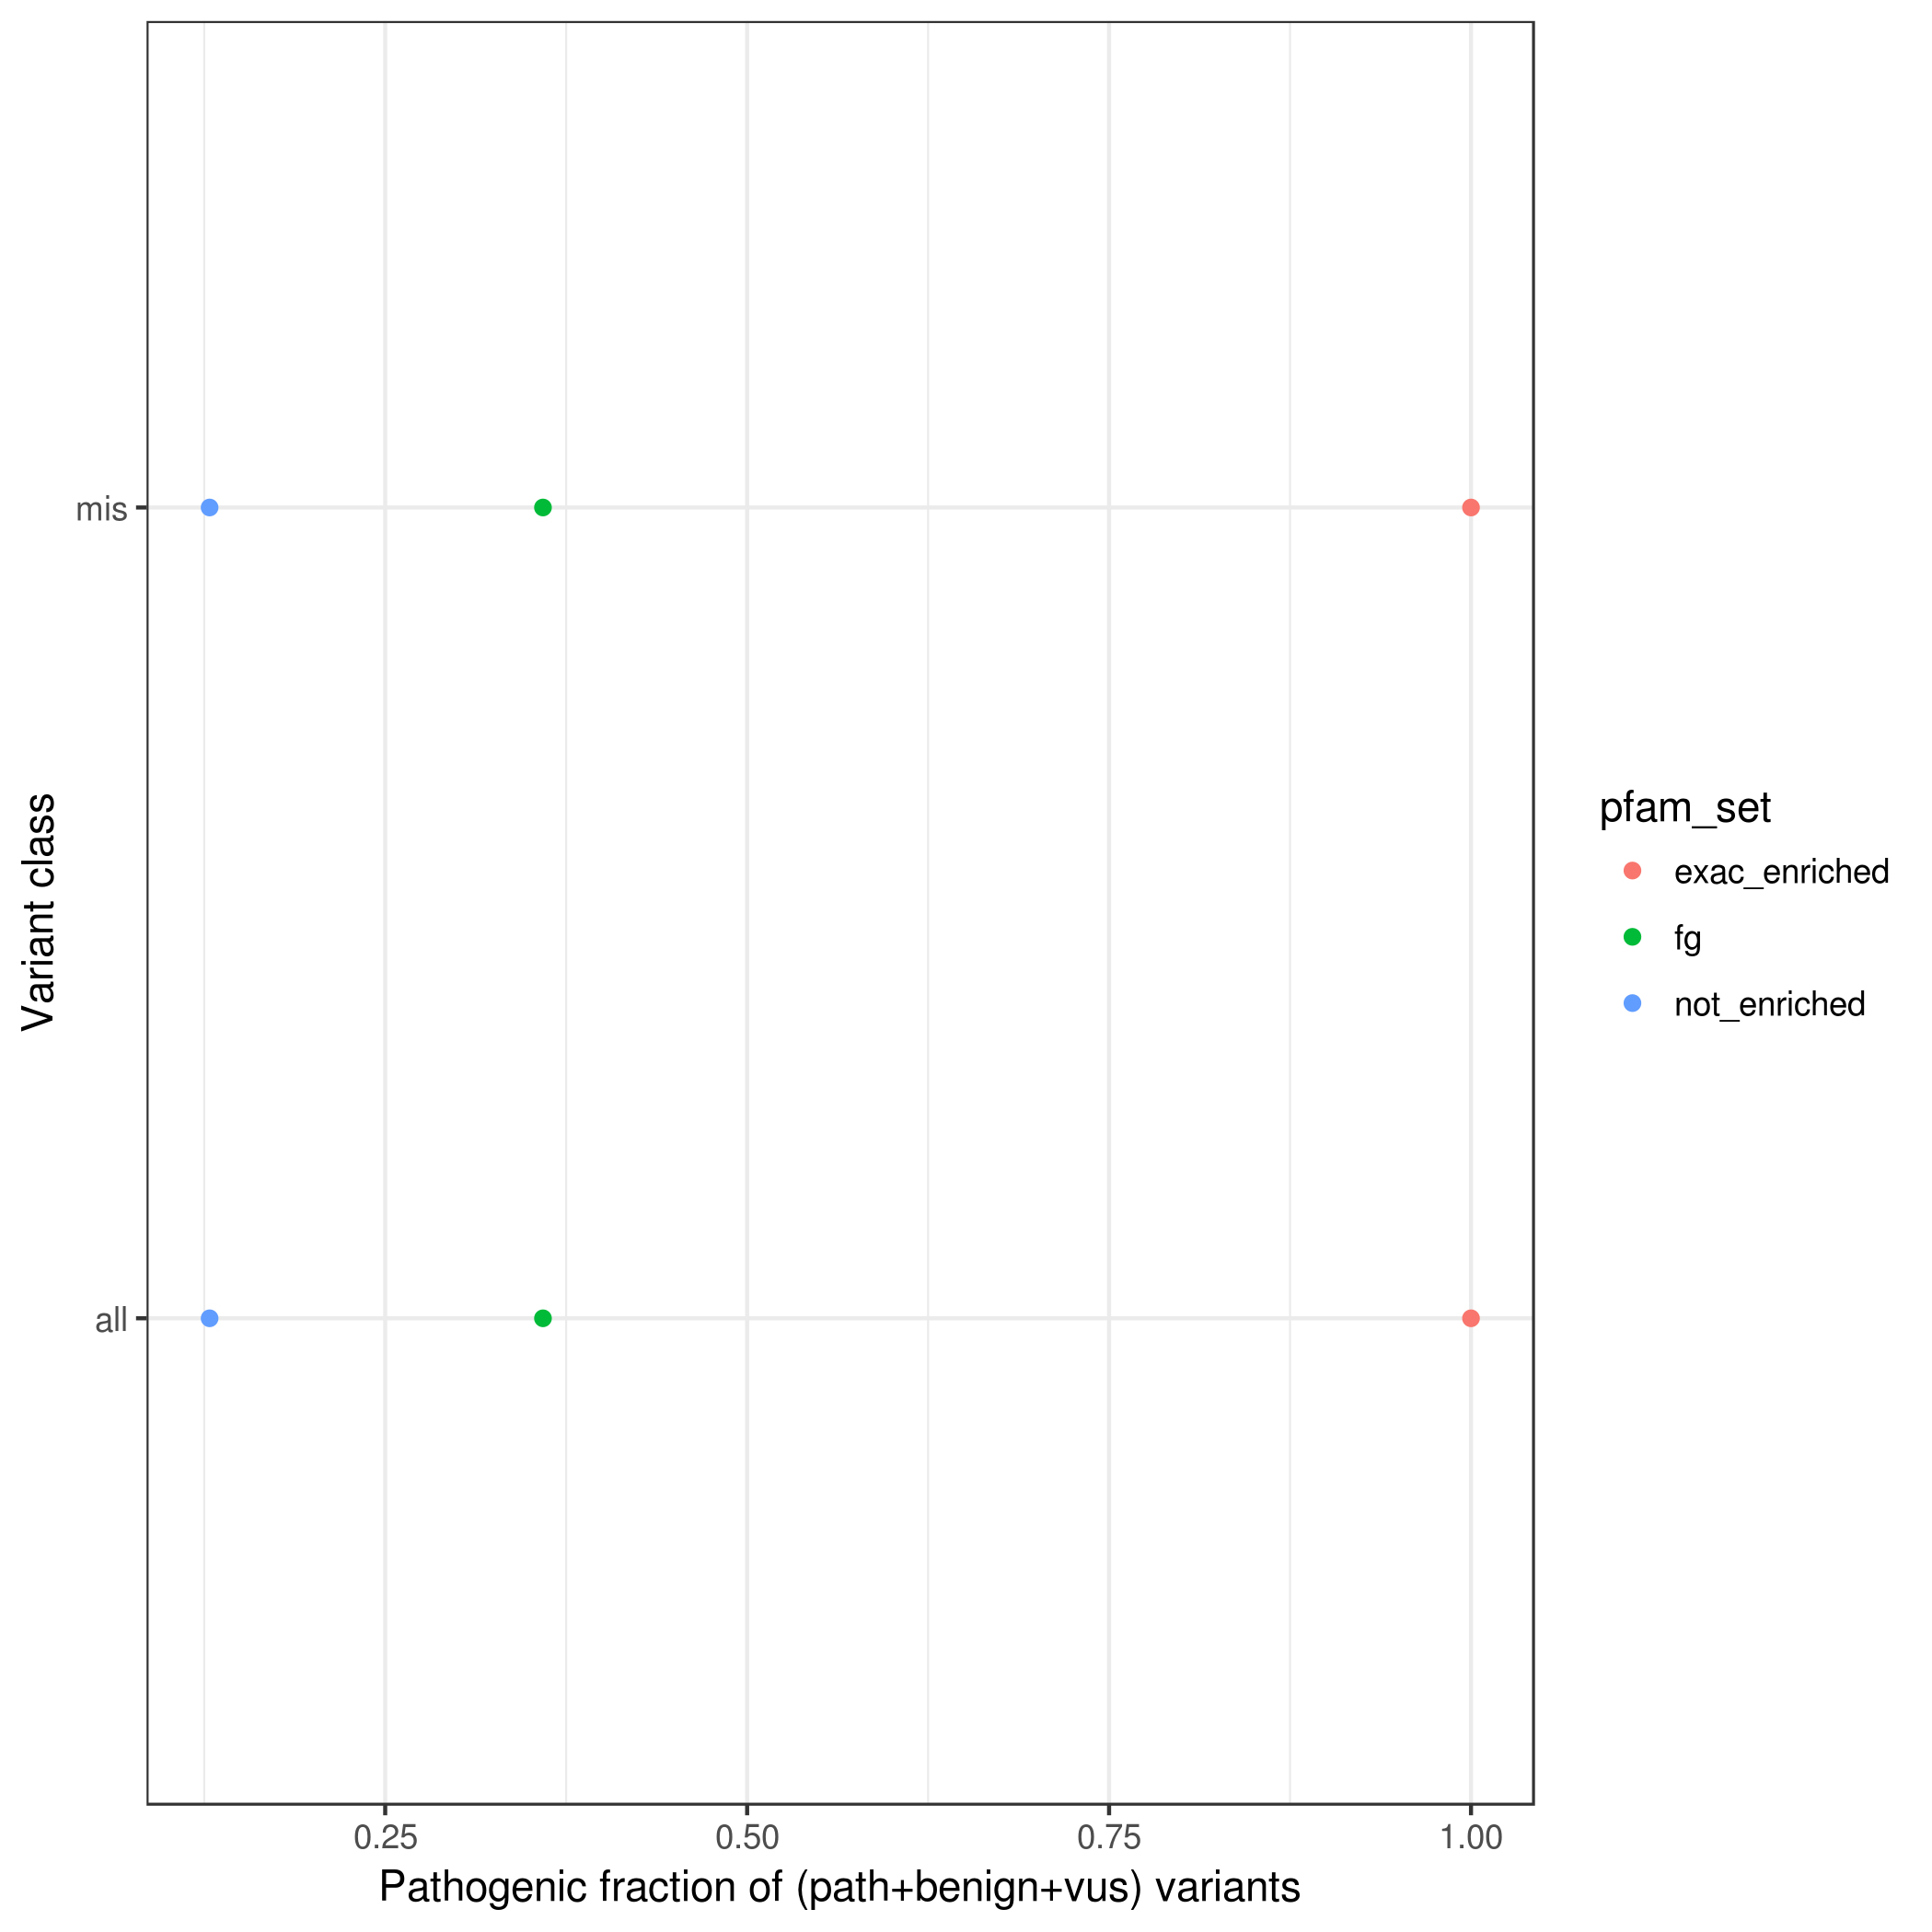 Variant class
mis
all
0.25 0.50 0.75 1.00
Pathogenic fraction of (path+benign+vus) variants
pfam_set
exac_enriched
fg
not_enriched